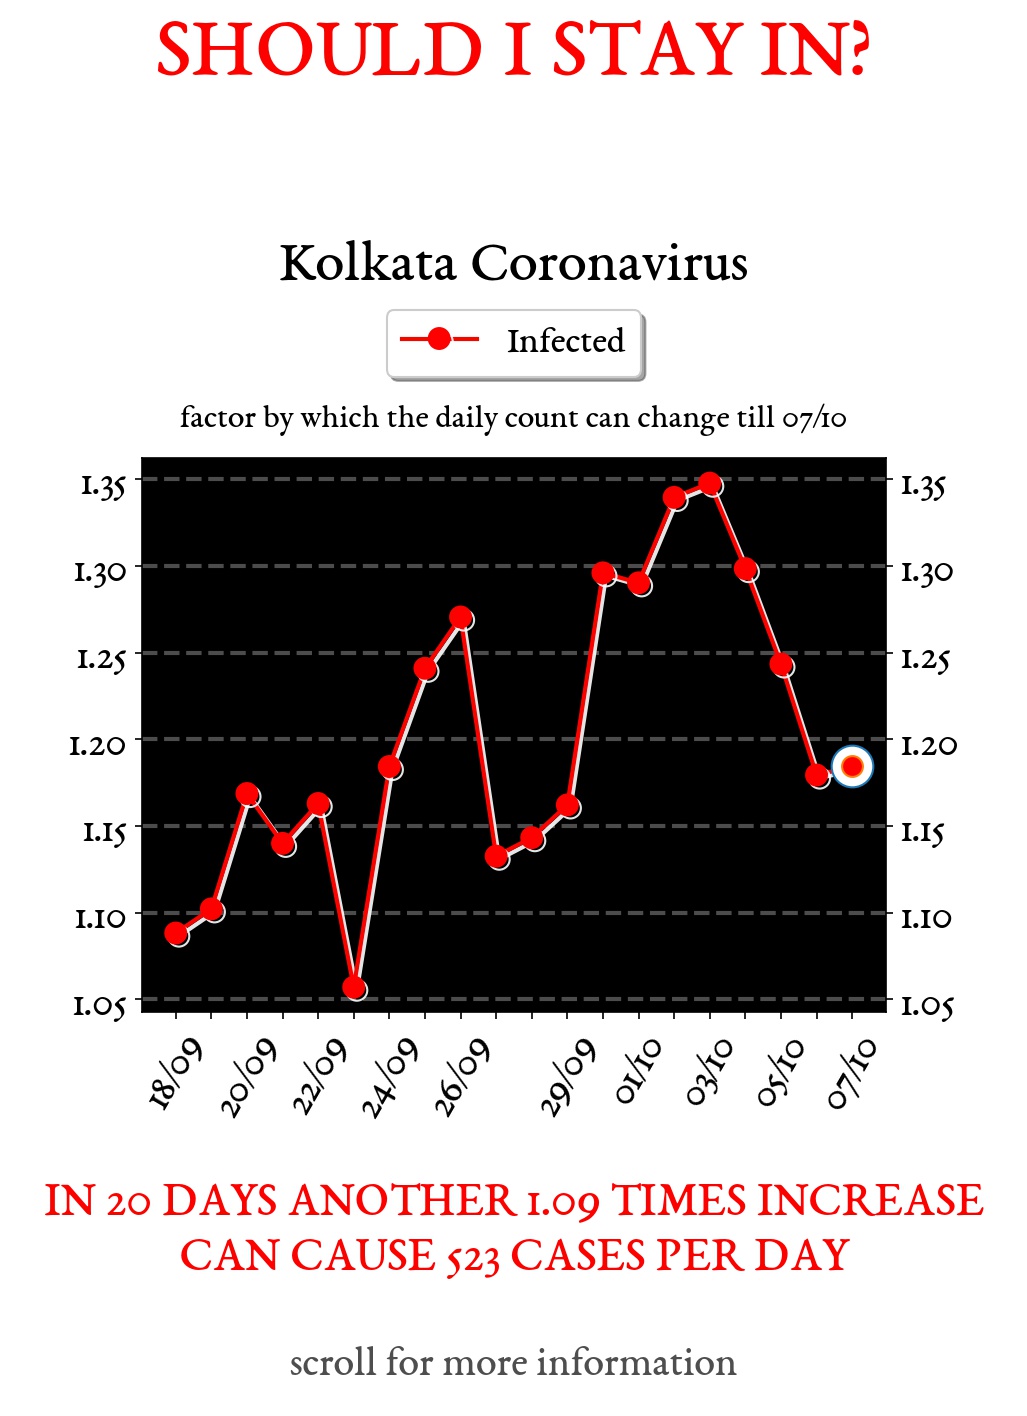 SHOULD I STAY IN?
Kolkata Coronavirus
Infected
factor by which the daily count can change till 07/10
1.35 1.35
1.30 1.30
1.25 1.25
1.20 1.20
1.15 1.15
1.10 1.10
1.05 1.05
18/09 20/09 22/09 24/09 26/09 29/09 01/10 03/10 05/10 07/10
IN 20 DAYS ANOTHER 1.09 TIMES INCREASE
CAN CAUSE 523 CASES PER DAY
scroll for more information